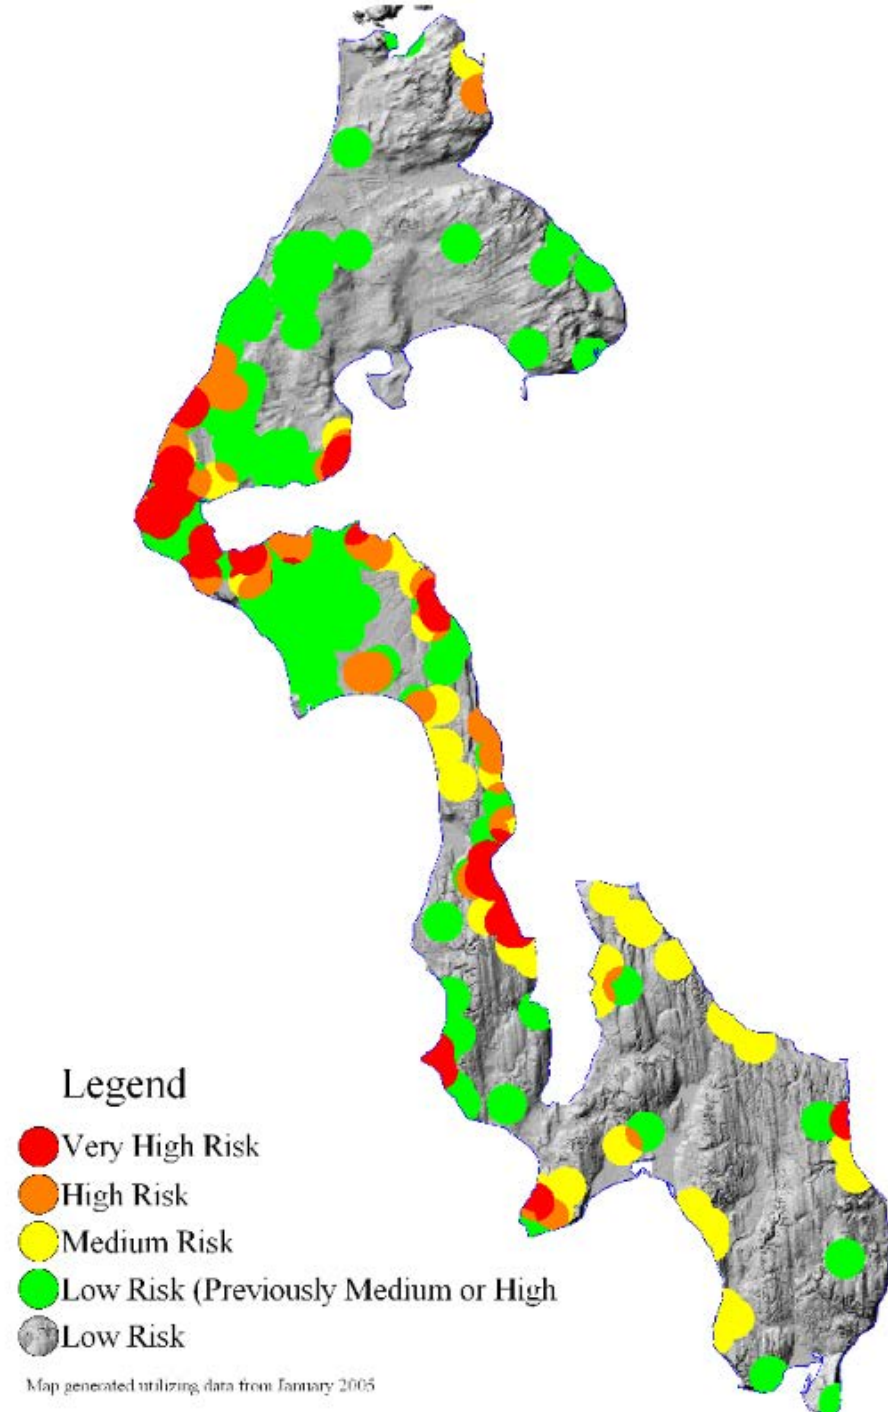 Legend
Very High Risk
High Risk
Medium Risk
Low Risk (Previously Medium or High
Low Risk
Map generated utilizing data from January 2005